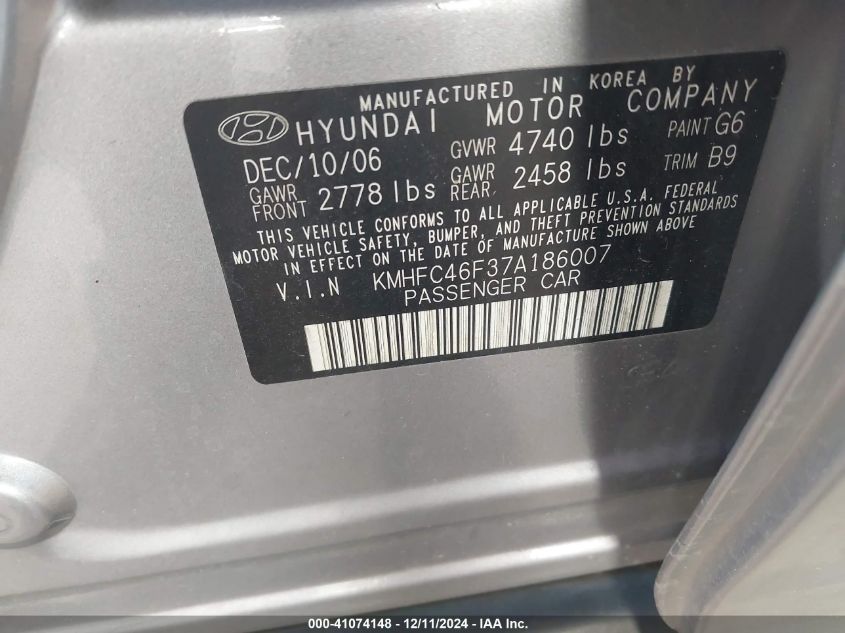 MANUFACTURED IN KOREA BY
HYUNDAI MOTOR COMPANY
DEC/10/06 GVWR 4740 lbs PAINT G6
GAWR FRONT 2778 lbs GAWR REAR 2458 lbs TRIM B9
THIS VEHICLE CONFORMS TO ALL APPLICABLE U.S.A. FEDERAL
MOTOR VEHICLE SAFETY, BUMPER, AND THEFT PREVENTION STANDARDS
IN EFFECT ON THE DATE OF MANUFACTURE SHOWN ABOVE
V.I.N KMHFC46F37A186007
PASSENGER CAR
000-41074148 - 12/11/2024 - IAA Inc.